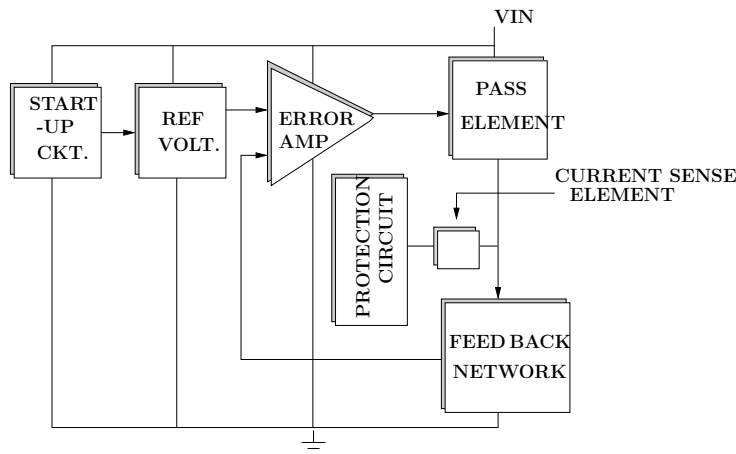 VIN
START
-UP
CKT.
REF
VOLT.
ERROR
AMP
PASS
ELEMENT
CURRENT SENSE
ELEMENT
PROTECTION
CIRCUIT
FEED BACK
NETWORK